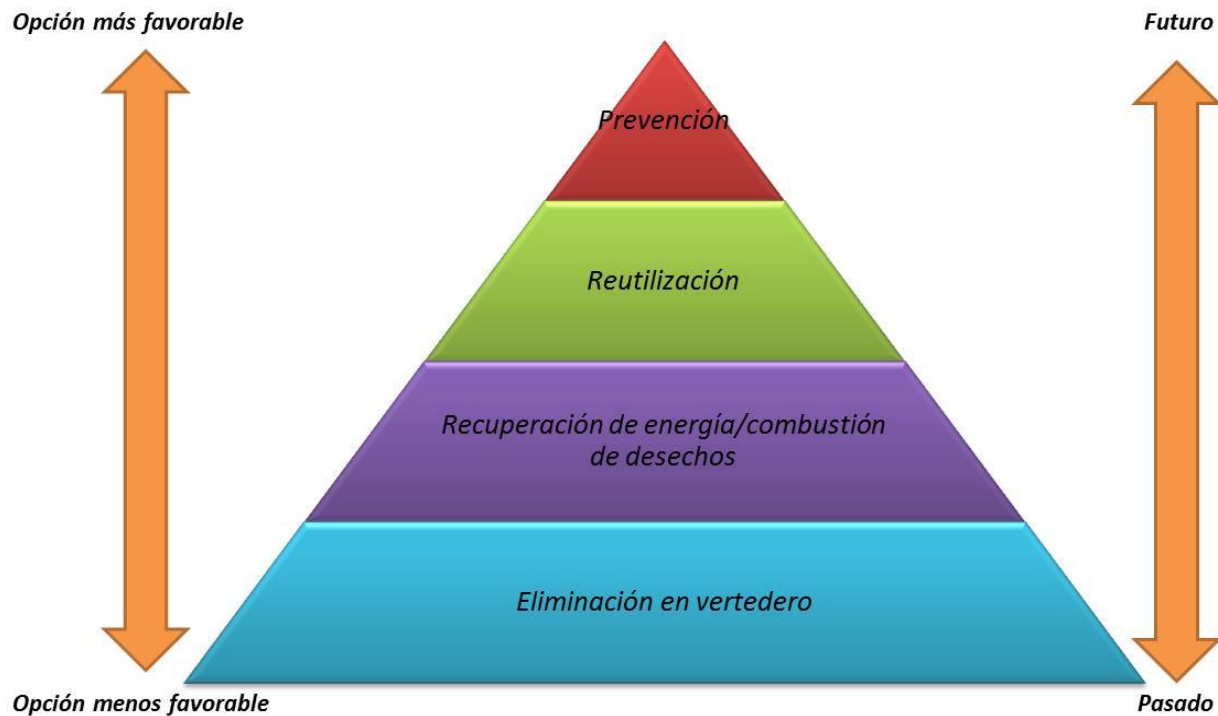 Opción más favorable
Futuro
Prevención
Reutilización
Recuperación de energía/combustión
de desechos
Eliminación en vertedero
Opción menos favorable
Pasado